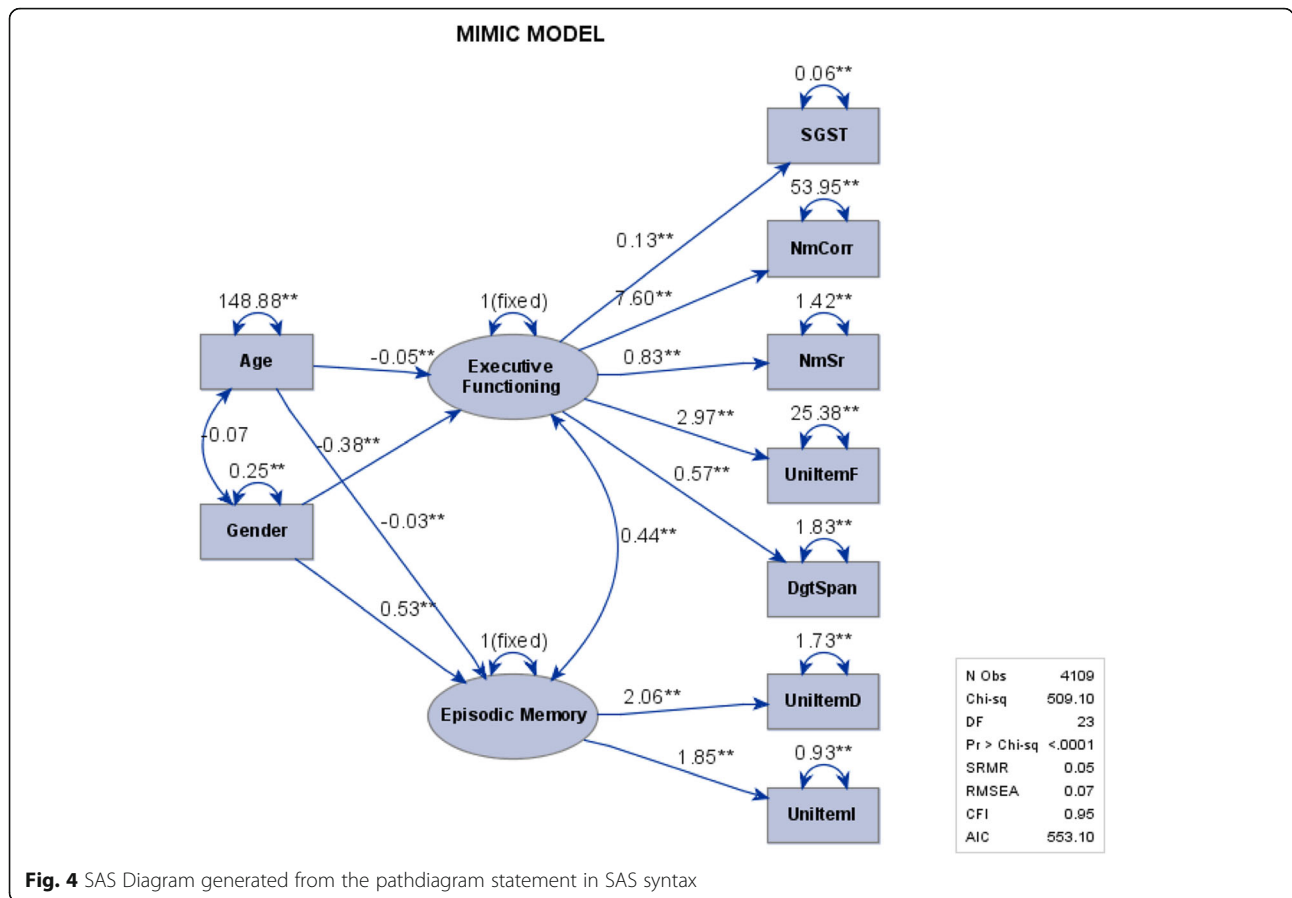 MIMIC MODEL
0.06**
SGST
53.95**
0.13**
NmCorr
148.88**
1(fixed)
7.60**
1.42**
Age
-0.05**
Executive
Functioning
0.83**
NmSr
-0.07
-0.38**
2.97**
25.38**
0.25**
UniItemF
0.57**
Gender
-0.03**
0.44**
1.83**
DgtSpan
0.53**
1(fixed)
1.73**
Episodic Memory
2.06**
UniItemD
1.85**
0.93**
UniItemI
N Obs 4109
Chi-sq 509.10
DF 23
Pr > Chi-sq <.0001
SRMR 0.05
RMSEA 0.07
CFI 0.95
AIC 553.10
Fig. 4 SAS Diagram generated from the pathdiagram statement in SAS syntax